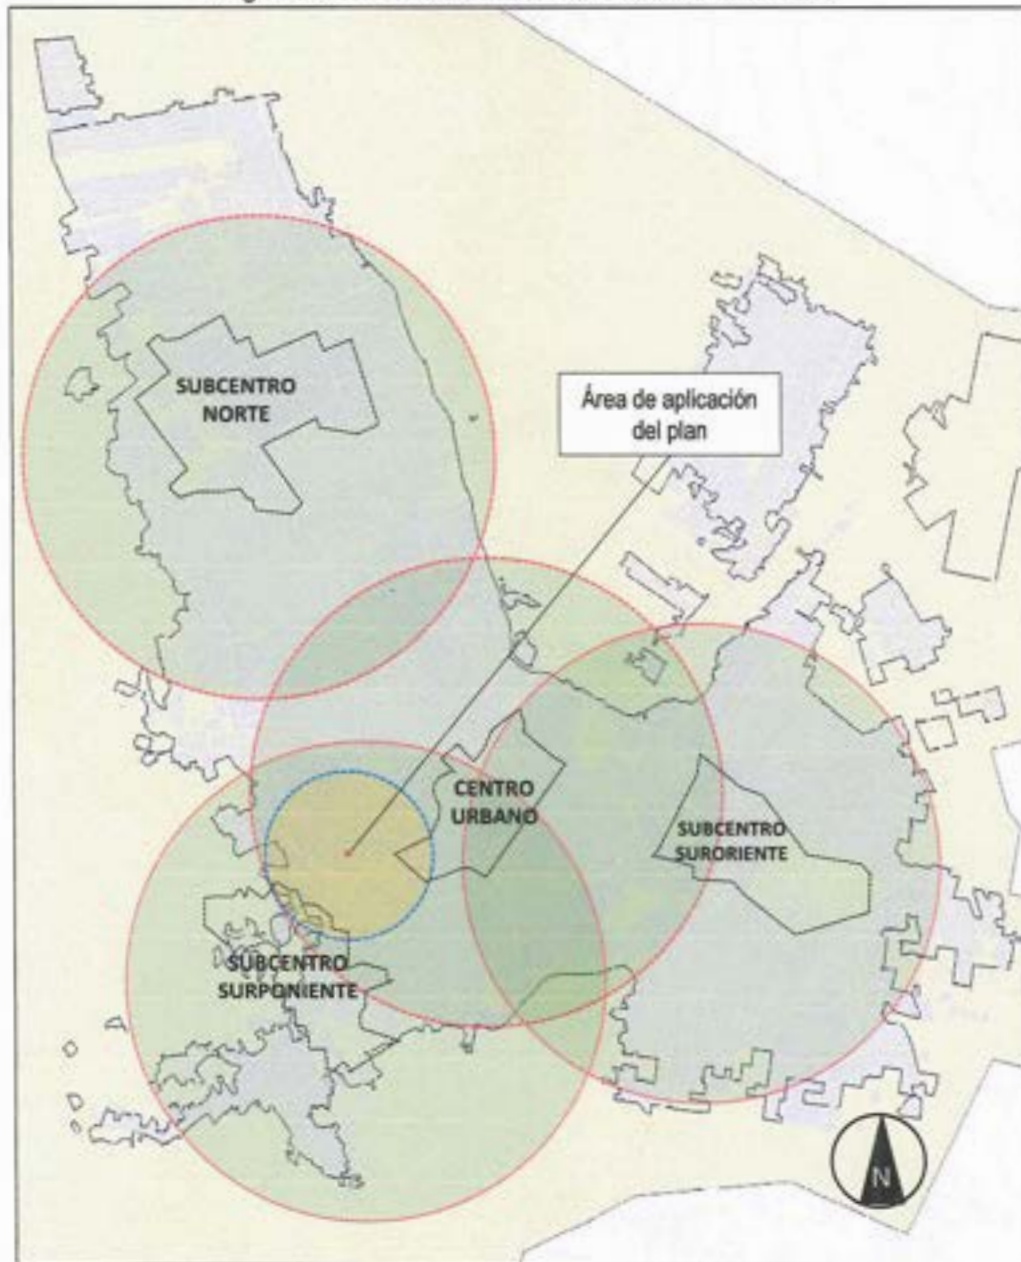 SUBCENTRO
NORTE
Área de aplicación
del plan
CENTRO
URBANO
SUBCENTRO
SURORIENTE
SUBCENTRO
SURPONIENTE
N